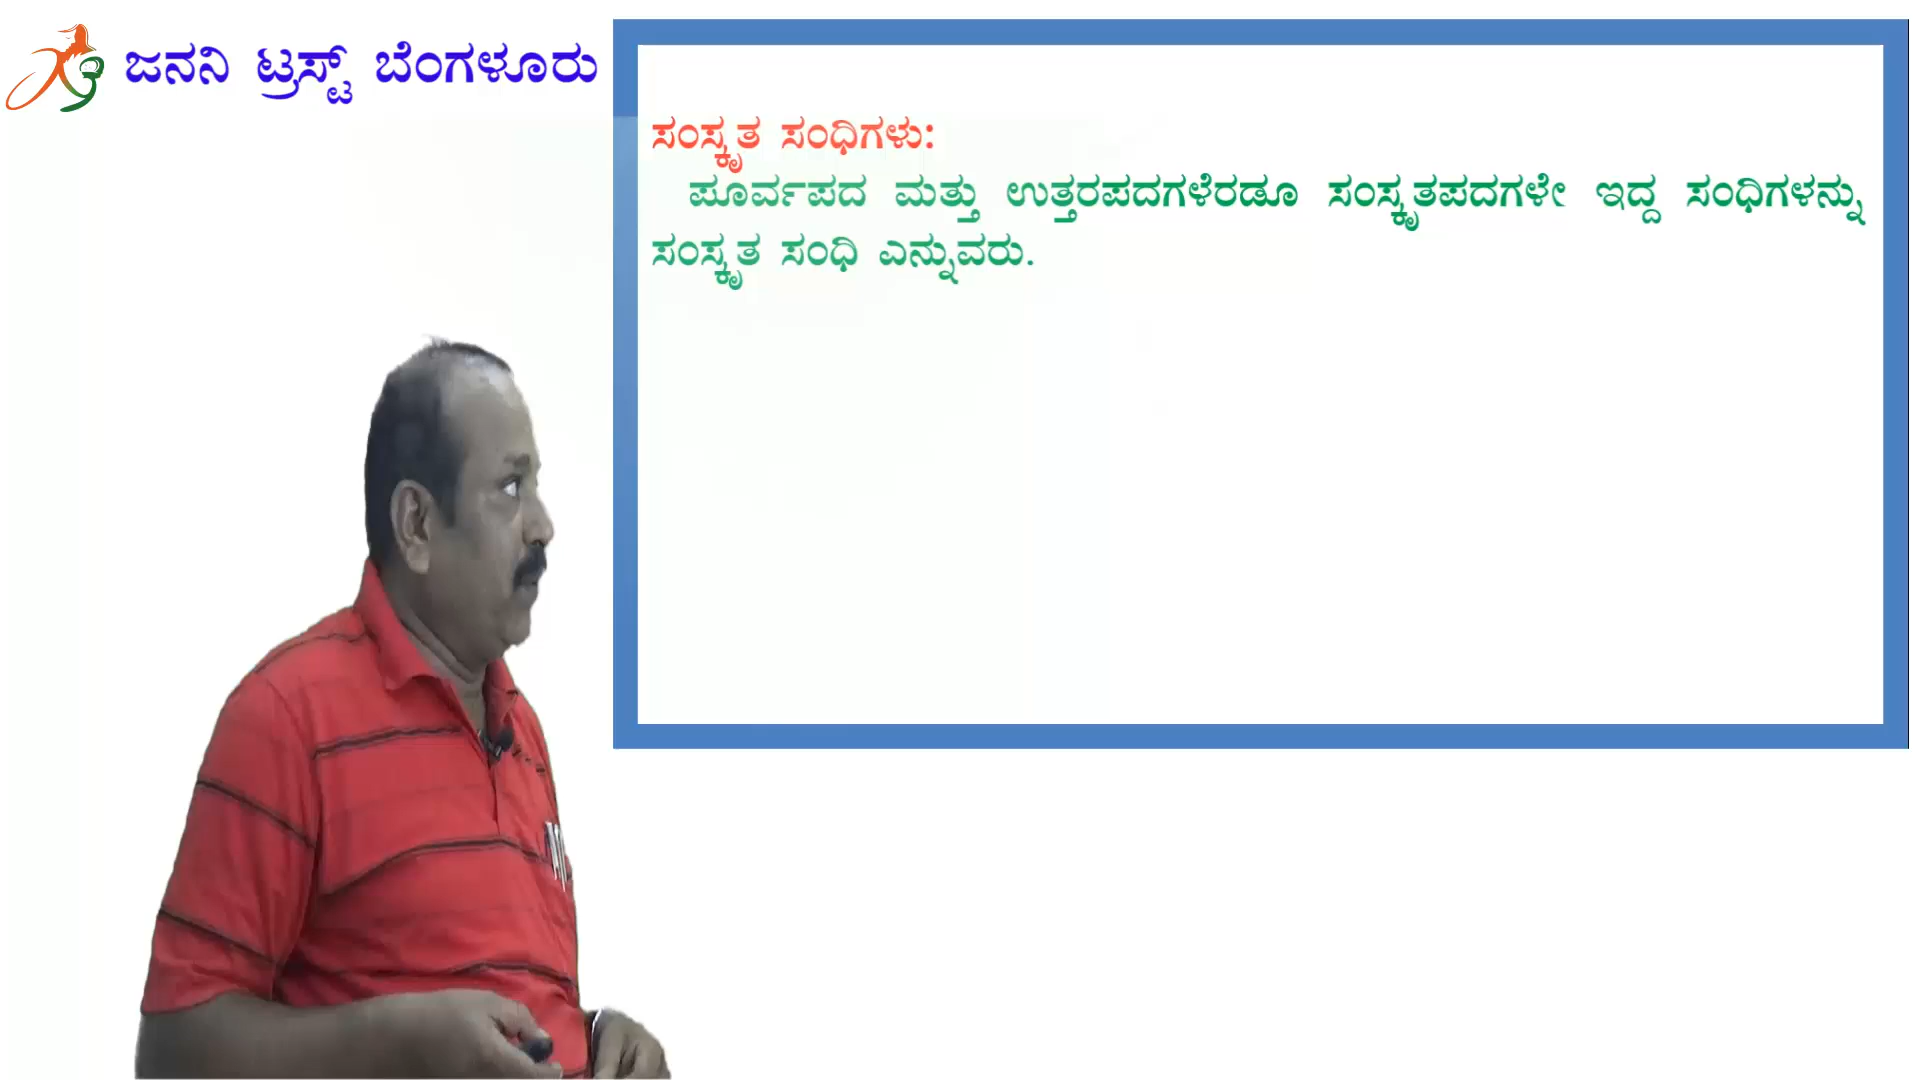 ಜನನಿ ಟ್ರಸ್ಟ್ ಬೆಂಗಳೂರು
ಸಂಸ್ಕೃತ ಸಂಧಿಗಳು:
ಪೂರ್ವಪದ ಮತ್ತು ಉತ್ತರಪದಗಳೆರಡೂ ಸಂಸ್ಕೃತಪದಗಳೇ ಇದ್ದ ಸಂಧಿಗಳನ್ನು
ಸಂಸ್ಕೃತ ಸಂಧಿ ಎನ್ನುವರು.